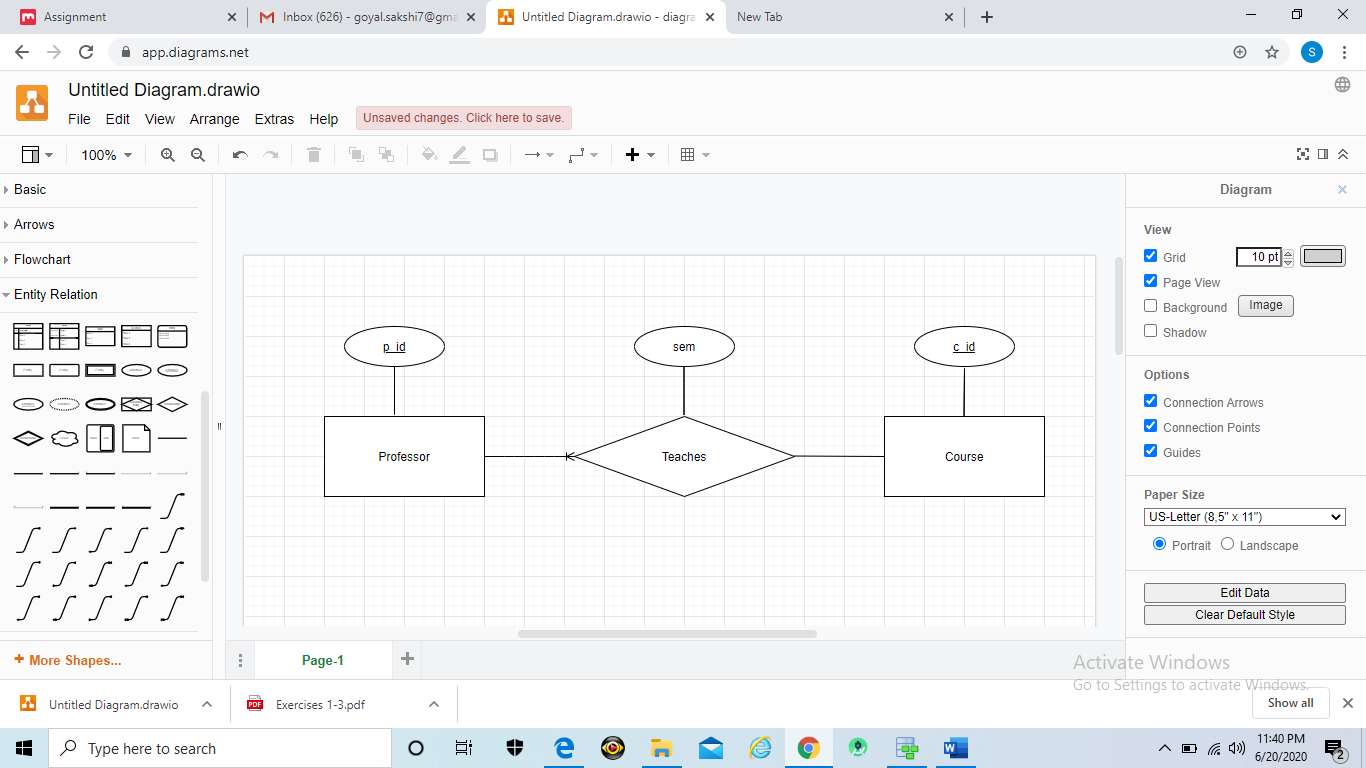 Assignment
Inbox (626) - goyal.sakshi7@gma
Untitled Diagram.drawio - diagra
New Tab
app.diagrams.net
S
Untitled Diagram.drawio
File Edit View Arrange Extras Help
Unsaved changes. Click here to save.
100%
Basic
Arrows
Flowchart
Entity Relation
+ More Shapes...
p_id
sem
c_id
Professor
Teaches
Course
Page-1
Diagram
View
Grid
10 pt
Page View
Background
Image
Shadow
Options
Connection Arrows
Connection Points
Guides
Paper Size
US-Letter (8,5" x 11")
Portrait
Landscape
Edit Data
Clear Default Style
Activate Windows
Go to Settings to activate Windows.
Untitled Diagram.drawio
PDF
Exercises 1-3.pdf
Show all
Type here to search
11:40 PM
6/20/2020
2